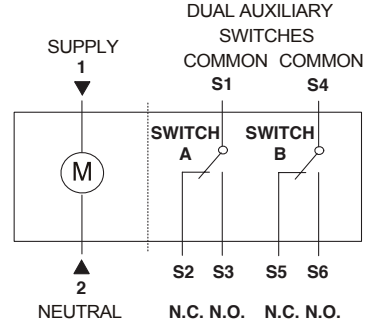 DUAL AUXILIARY
SWITCHES
SUPPLY COMMON COMMON
1 S1 S4
SWITCH SWITCH
A B
M
S2 S3 S5 S6
2
NEUTRAL N.C. N.O. N.C. N.O.